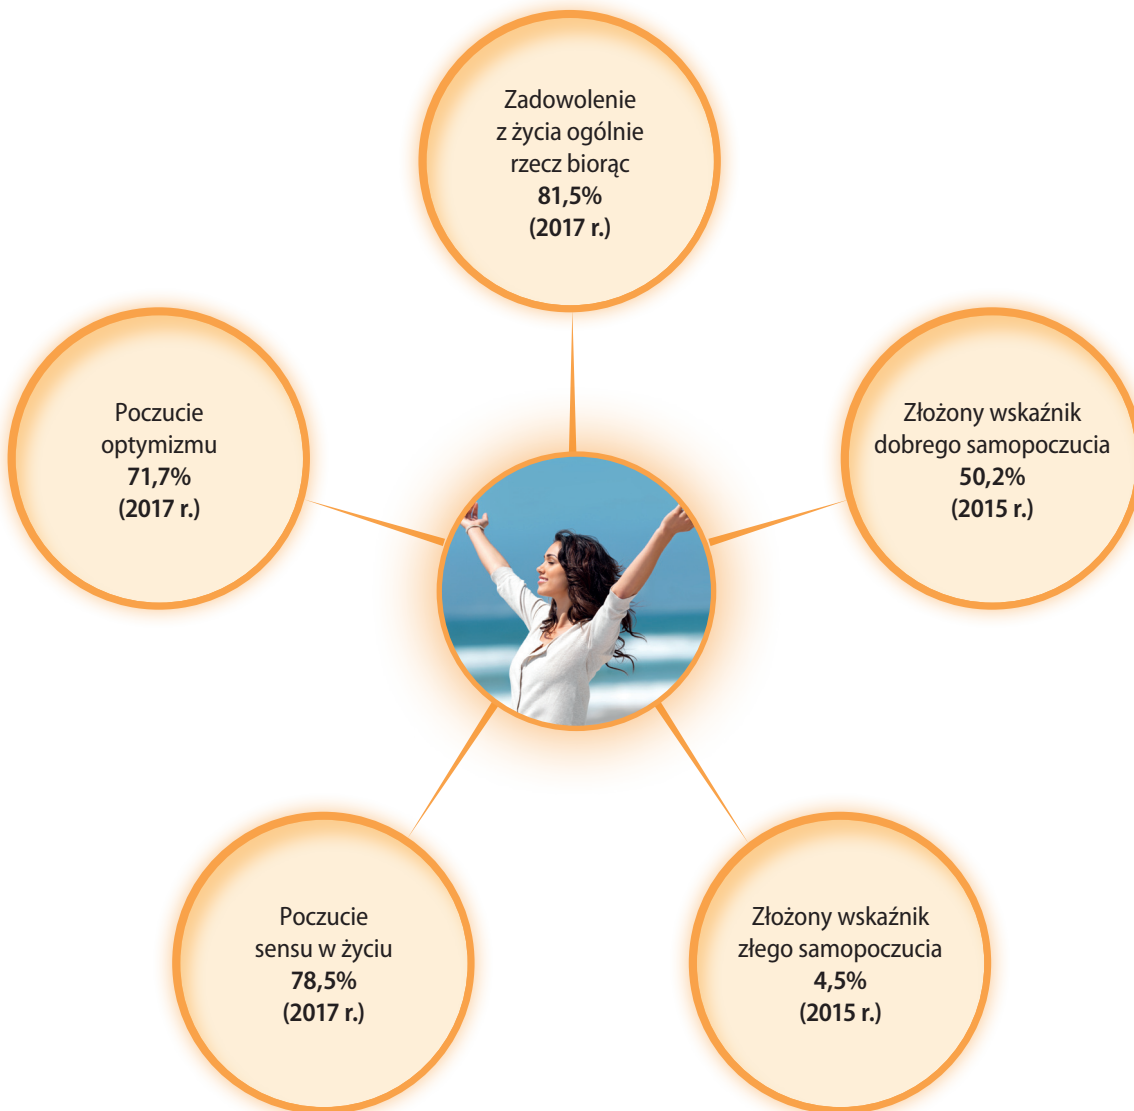 Zadowolenie
z życia ogólnie
rzecz biorąc
81,5%
(2017 r.)
Poczucie
optymizmu
71,7%
(2017 r.)
Złożony wskaźnik
dobrego samopoczucia
50,2%
(2015 r.)
Poczucie
sensu w życiu
78,5%
(2017 r.)
Złożony wskaźnik
złego samopoczucia
4,5%
(2015 r.)